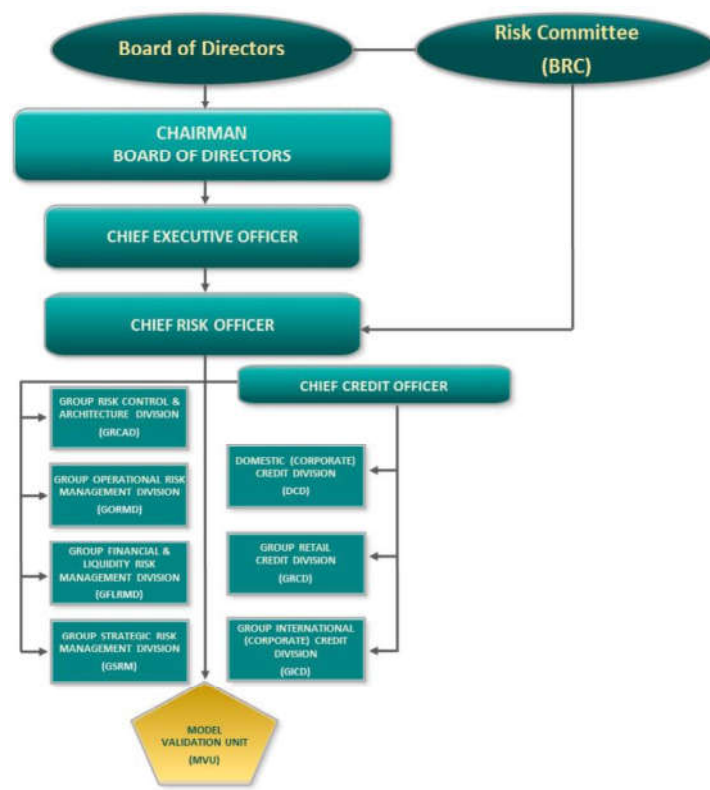 Board of Directors
Risk Committee
(BRC)
CHAIRMAN
BOARD OF DIRECTORS
CHIEF EXECUTIVE OFFICER
CHIEF RISK OFFICER
CHIEF CREDIT OFFICER
GROUP RISK CONTROL &
ARCHITECTURE DIVISION
(GRCAD)
GROUP OPERATIONAL RISK
MANAGEMENT DIVISION
(GORMD)
GROUP FINANCIAL &
LIQUIDITY RISK
MANAGEMENT DIVISION
(GFLRMD)
GROUP STRATEGIC RISK
MANAGEMENT DIVISION
(GSRM)
DOMESTIC (CORPORATE)
CREDIT DIVISION
(DCD)
GROUP RETAIL
CREDIT DIVISION
(GRCD)
GROUP INTERNATIONAL
(CORPORATE) CREDIT
DIVISION
(GICD)
MODEL
VALIDATION UNIT
(MVU)